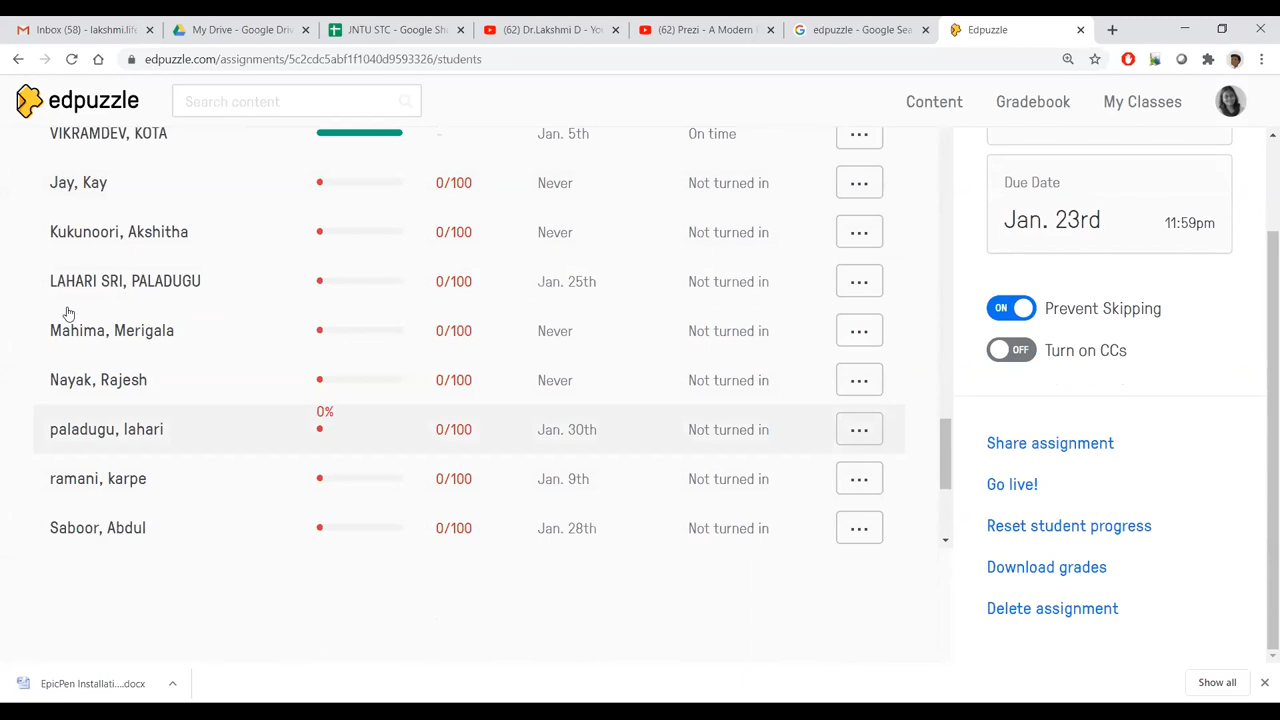 Inbox (58) - lakshmi.life
My Drive - Google Driv
JNTU STC - Google Sh
(62) Dr.Lakshmi D - Yo
(62) Prezi - A Modern
edpuzzle - Google Sea
Edpuzzle
edpuzzle.com/assignments/5c2cdc5abf1f1040d9593326/students
edpuzzle
Search content
Content
Gradebook
My Classes
VIKRAMDEV, KOTA - Jan. 5th On time
Jay, Kay 0/100 Never Not turned in ...
Kukunoori, Akshitha 0/100 Never Not turned in ...
LAHARI SRI, PALADUGU 0/100 Jan. 25th Not turned in ...
Mahima, Merigala 0/100 Never Not turned in ...
Nayak, Rajesh 0/100 Never Not turned in ...
0%
paladugu, lahari 0/100 Jan. 30th Not turned in ...
ramani, karpe 0/100 Jan. 9th Not turned in ...
Saboor, Abdul 0/100 Jan. 28th Not turned in ...
Due Date
Jan. 23rd 11:59pm
ON Prevent Skipping
OFF Turn on CCs
Share assignment
Go live!
Reset student progress
Download grades
Delete assignment
EpicPen Installati....docx
Show all